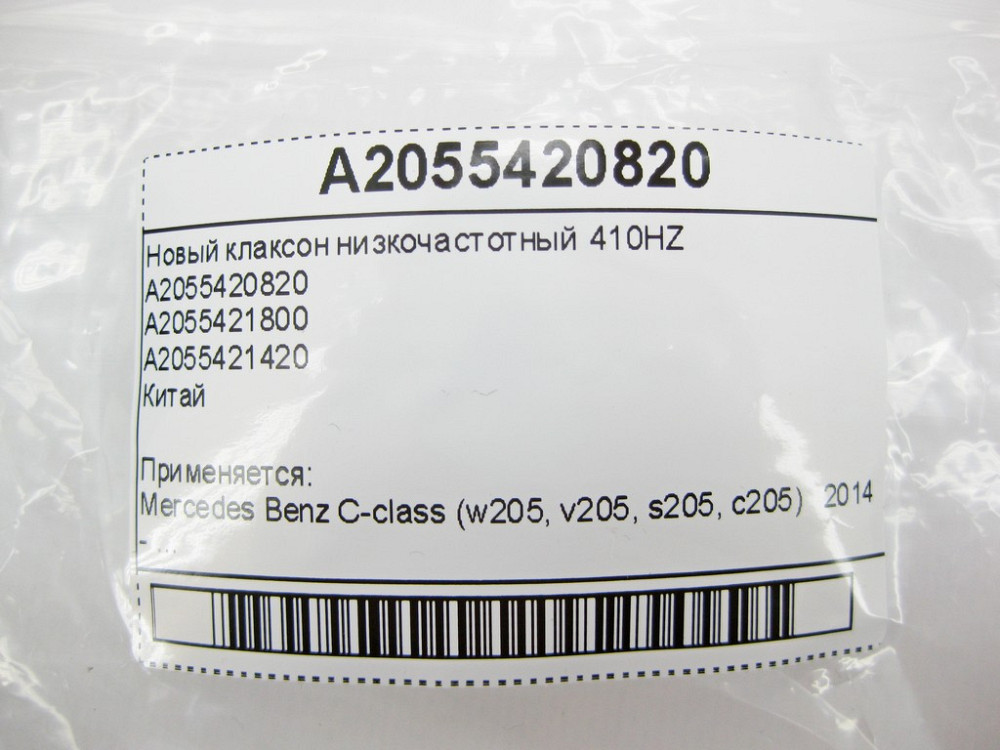 A2055420820
Новый клаксон низкочастотный 410HZ
A2055420820
A2055421800
A2055421420
Китай
Применяется:
Mercedes Benz C-class (w205, v205, s205, c205) 2014
- ...